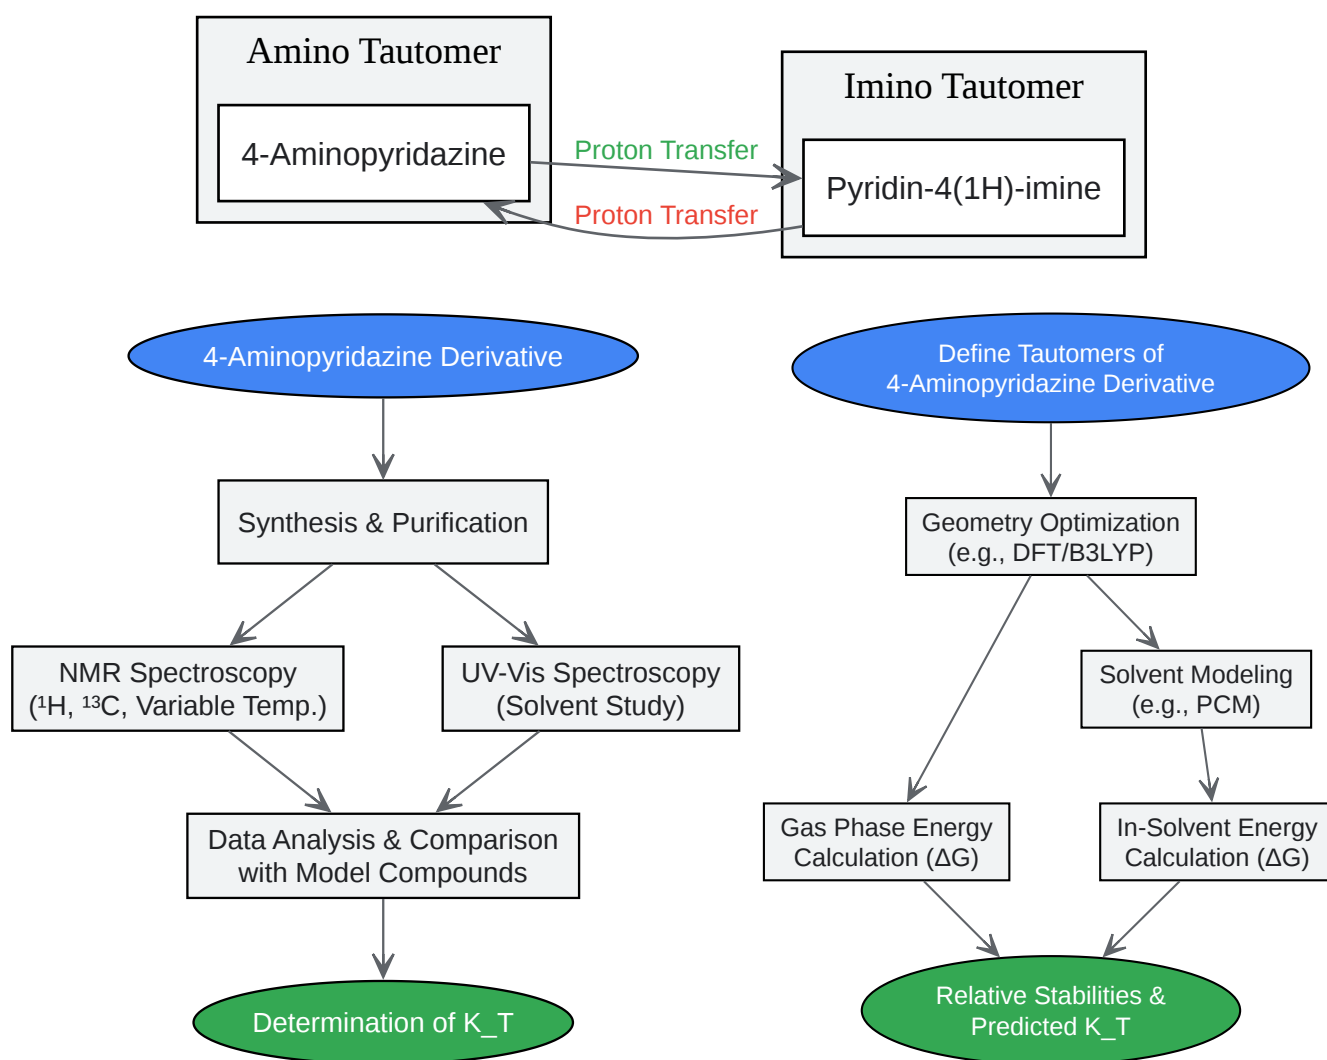 Amino Tautomer
4-Aminopyridazine
Proton Transfer
Proton Transfer
Imino Tautomer
Pyridin-4(1H)-imine
4-Aminopyridazine Derivative
Synthesis & Purification
NMR Spectroscopy
(¹H, ¹³C, Variable Temp.)
UV-Vis Spectroscopy
(Solvent Study)
Data Analysis & Comparison
with Model Compounds
Determination of K_T
Define Tautomers of
4-Aminopyridazine Derivative
Geometry Optimization
(e.g., DFT/B3LYP)
Solvent Modeling
(e.g., PCM)
Gas Phase Energy
Calculation (ΔG)
In-Solvent Energy
Calculation (ΔG)
Relative Stabilities &
Predicted K_T